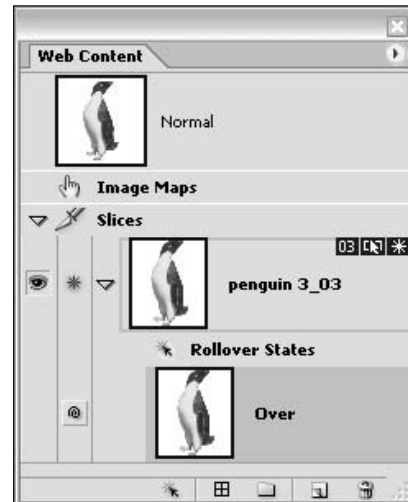 Web Content
Normal
Image Maps
Slices
03
penguin 3_03
Rollover States
Over